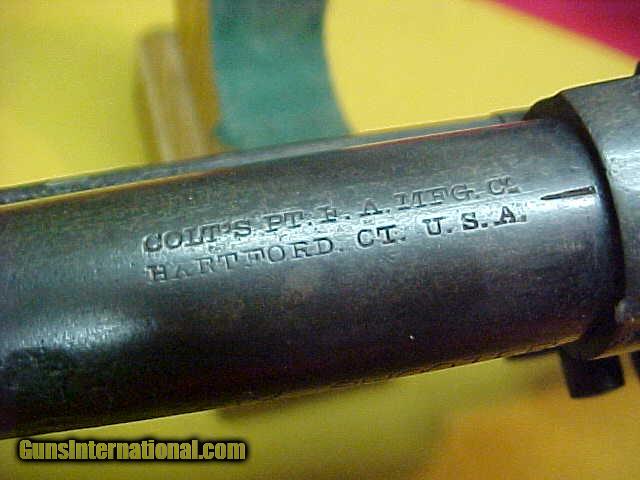 COLT'S PT. F. A. MFG. Co.
HARTFORD. CT. U.S.A.
GunsInternational.com